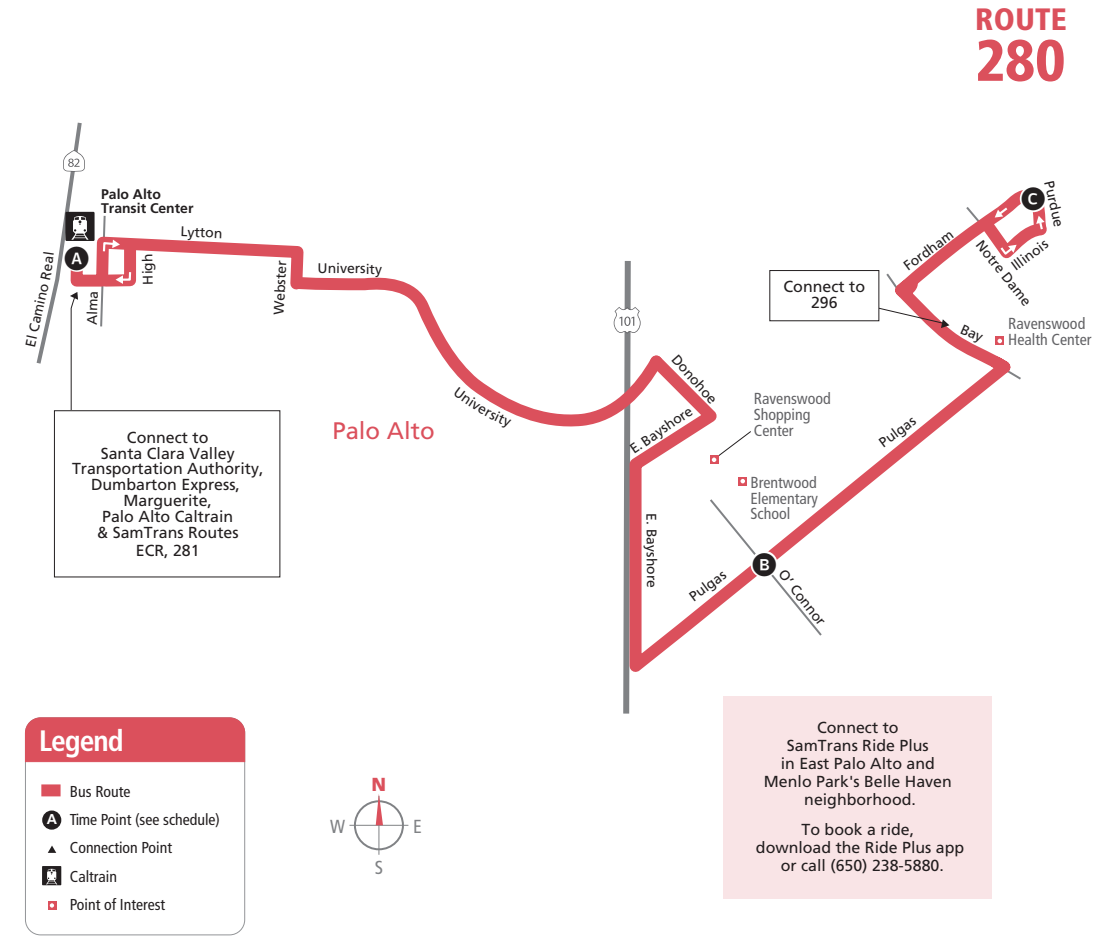 ROUTE
280
82
Palo Alto
Transit Center
A
El Camino Real
Alma
High
Lytton
Webster
University
University
101
Palo Alto
Donohoe
E. Bayshore
E. Bayshore
Ravenswood
Shopping
Center
Brentwood
Elementary
School
Pulgas
B
O' Connor
Pulgas
Bay
Ravenswood
Health Center
Connect to
296
Fordham
Notre Dame
Illinois
C
Purdue
Connect to
Santa Clara Valley
Transportation Authority,
Dumbarton Express,
Marguerite,
Palo Alto Caltrain
& SamTrans Routes
ECR, 281
Legend
Bus Route
A Time Point (see schedule)
Connection Point
Caltrain
Point of Interest
N
W E
S
Connect to
SamTrans Ride Plus
in East Palo Alto and
Menlo Park's Belle Haven
neighborhood.
To book a ride,
download the Ride Plus app
or call (650) 238-5880.